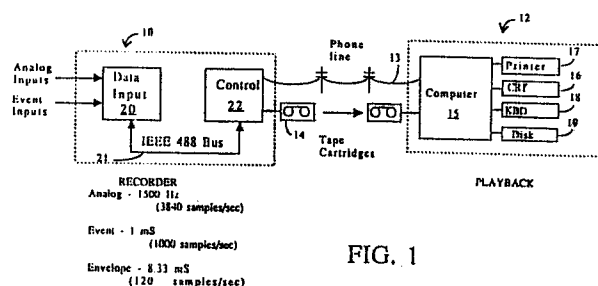 10
12
Analog
Inputs
Event
Inputs
Data
Input
20
Control
22
IEEE 488 Bus
21
Phone
line
13
14
Tape
Cartridges
Computer
15
Printer
17
CRT
16
KBD
18
Disk
19
RECORDER
PLAYBACK
Analog - 1500 Hz
(3840 samples/sec)
Event - 1 mS
(1000 samples/sec)
Envelope - 8.33 mS
(120 samples/sec)
FIG. 1